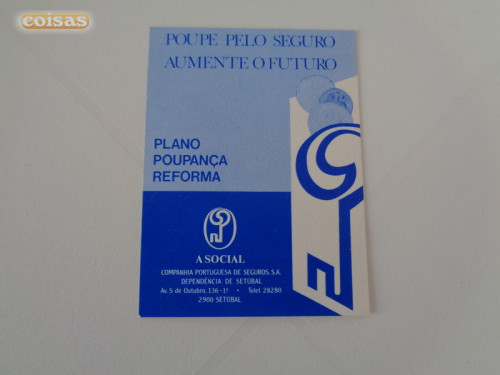 coisas
POUPE PELO SEGURO
AUMENTE O FUTURO
PLANO
POUPANÇA
REFORMA
A SOCIAL
COMPANHIA PORTUGUESA DE SEGUROS, S.A.
DEPENDÊNCIA DE SETÚBAL
Av. 5 de Outubro, 136-1º • Telef. 28280
2900 SETÚBAL